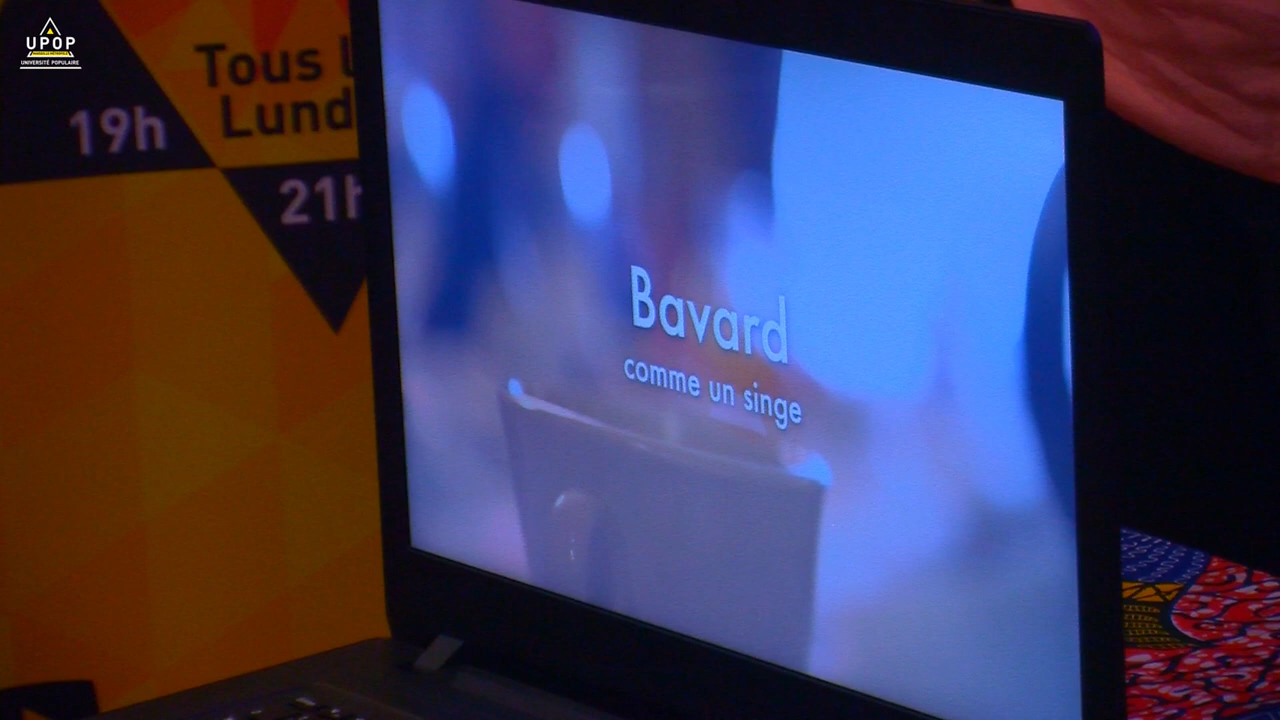 UPOP
UNIVERSITÉ POPULAIRE
Tous
Lund
19h
21h
Bavard
comme un singe